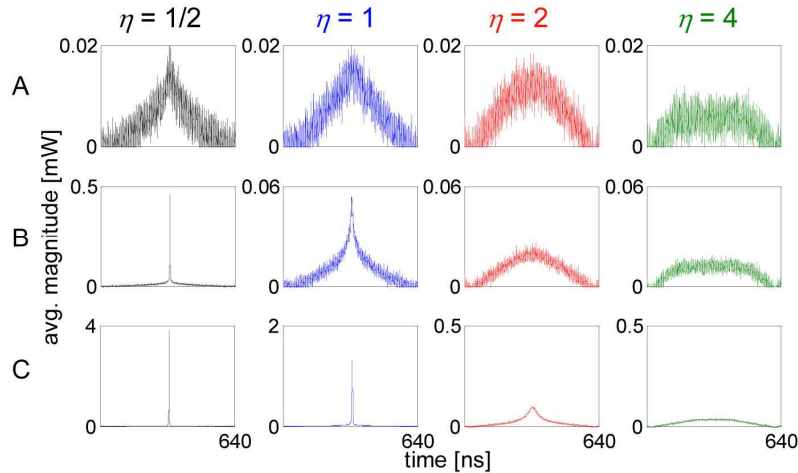 η = 1/2 η = 1 η = 2 η = 4
A
0.02 0.02 0.02 0.02
0 0 0 0
avg. magnitude [mW]
B
0.5 0.06 0.06 0.06
0 0 0 0
C
4 2 0.5 0.5
0 0 0 0
640 640 640 640
time [ns]